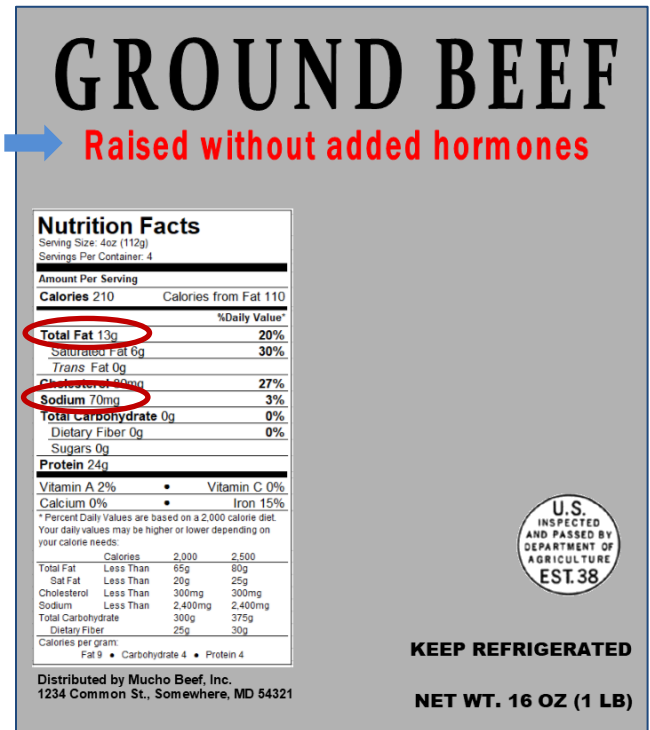 GROUND BEEF
Raised without added hormones
Nutrition Facts
Serving Size: 4oz (112g)
Servings Per Container: 4
Amount Per Serving
Calories 210 Calories from Fat 110
%Daily Value*
Total Fat 13g 20%
Saturated Fat 6g 30%
Trans Fat 0g
Cholesterol 80mg 27%
Sodium 70mg 3%
Total Carbohydrate 0g 0%
Dietary Fiber 0g 0%
Sugars 0g
Protein 24g
Vitamin A 2% • Vitamin C 0%
Calcium 0% • Iron 15%
* Percent Daily Values are based on a 2,000 calorie diet.
Your daily values may be higher or lower depending on
your calorie needs:
Calories 2,000 2,500
Total Fat Less Than 65g 80g
Sat Fat Less Than 20g 25g
Cholesterol Less Than 300mg 300mg
Sodium Less Than 2,400mg 2,400mg
Total Carbohydrate 300g 375g
Dietary Fiber 25g 30g
Calories per gram:
Fat 9 • Carbohydrate 4 • Protein 4
Distributed by Mucho Beef, Inc.
1234 Common St., Somewhere, MD 54321
U.S.
INSPECTED
AND PASSED BY
DEPARTMENT OF
AGRICULTURE
EST. 38
KEEP REFRIGERATED
NET WT. 16 OZ (1 LB)